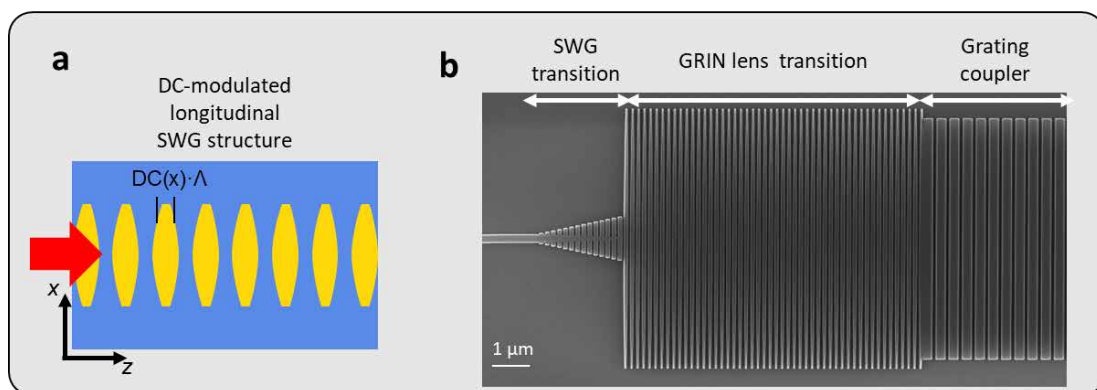 a
DC-modulated
longitudinal
SWG structure
DC(x)·Λ
x
z
b
SWG
transition
GRIN lens transition
Grating
coupler
1 μm